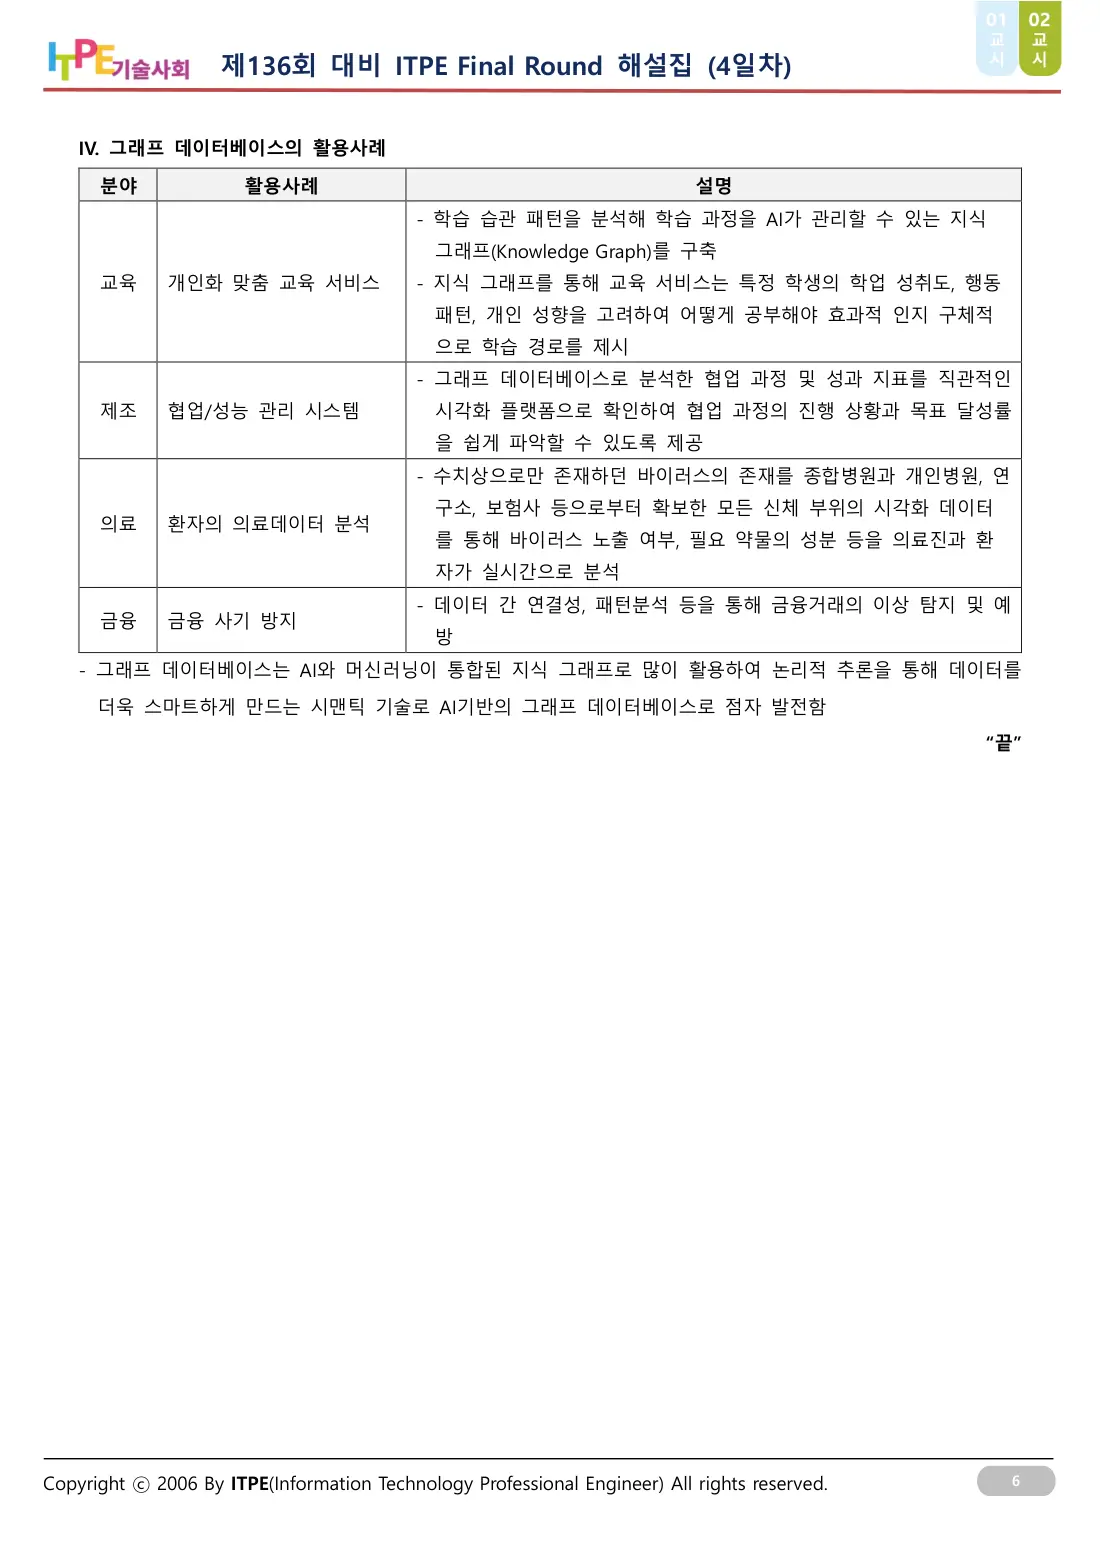 ITPE기술사회 제136회 대비 ITPE Final Round 해설집 (4일차)
01 교 시
02 교 시
IV. 그래프 데이터베이스의 활용사례
분야 활용사례 설명
- 학습 습관 패턴을 분석해 학습 과정을 AI가 관리할 수 있는 지식
그래프(Knowledge Graph)를 구축
교육 개인화 맞춤 교육 서비스 - 지식 그래프를 통해 교육 서비스는 특정 학생의 학업 성취도, 행동
패턴, 개인 성향을 고려하여 어떻게 공부해야 효과적 인지 구체적
으로 학습 경로를 제시
- 그래프 데이터베이스로 분석한 협업 과정 및 성과 지표를 직관적인
제조 협업/성능 관리 시스템 시각화 플랫폼으로 확인하여 협업 과정의 진행 상황과 목표 달성률
을 쉽게 파악할 수 있도록 제공
- 수치상으로만 존재하던 바이러스의 존재를 종합병원과 개인병원, 연
구소, 보험사 등으로부터 확보한 모든 신체 부위의 시각화 데이터
의료 환자의 의료데이터 분석 를 통해 바이러스 노출 여부, 필요 약물의 성분 등을 의료진과 환
자가 실시간으로 분석
금융 금융 사기 방지 - 데이터 간 연결성, 패턴분석 등을 통해 금융거래의 이상 탐지 및 예
방
- 그래프 데이터베이스는 AI와 머신러닝이 통합된 지식 그래프로 많이 활용하여 논리적 추론을 통해 데이터를
더욱 스마트하게 만드는 시맨틱 기술로 AI기반의 그래프 데이터베이스로 점자 발전함
“끝”
Copyright ⓒ 2006 By ITPE(Information Technology Professional Engineer) All rights reserved. 6